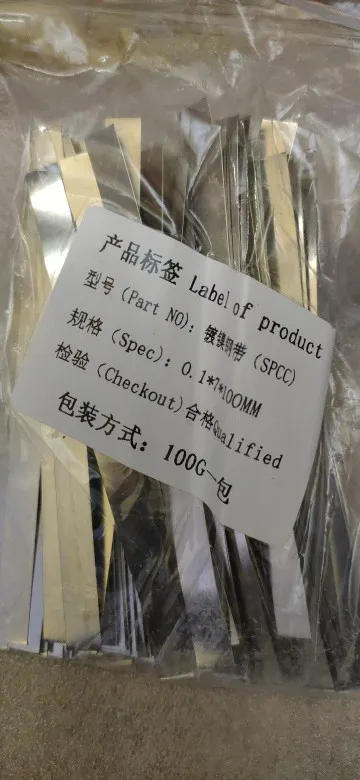 产品标签 Label of product
型号（Part NO）：镀镍钢带（SPCC）
规格（Spec）：0.1*7*100MM
检验（Checkout)合格Qualified
包装方式：100G一包